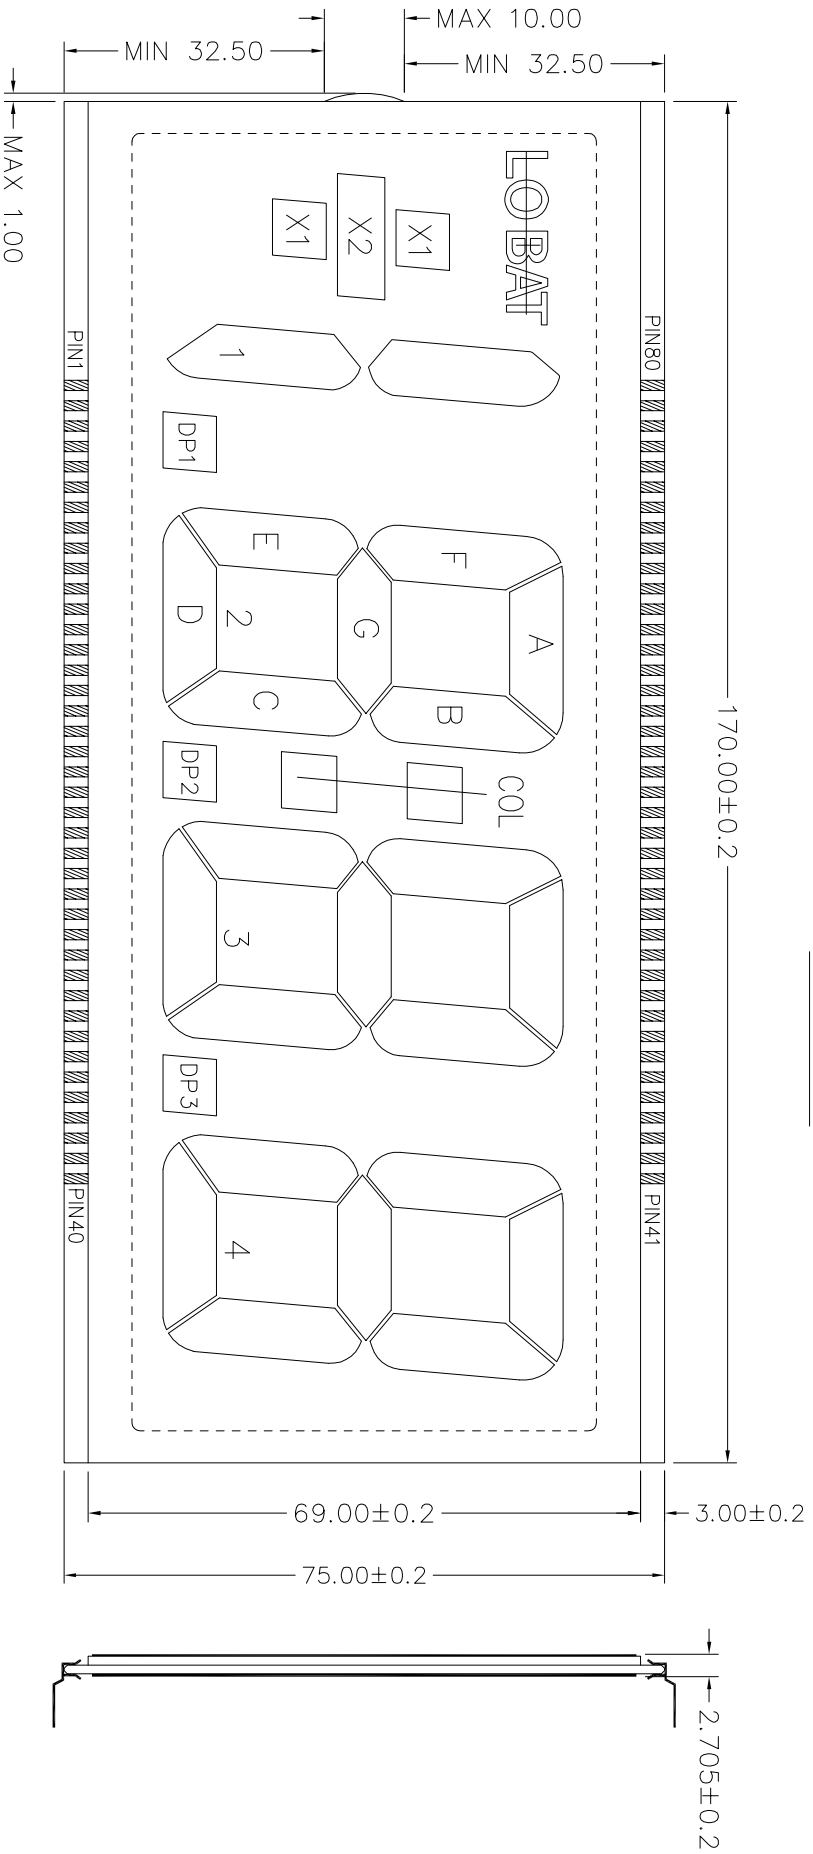 MAX 10.00
MIN 32.50
MIN 32.50
MAX 1.00
LO BAT
X1
X2
X1
PIN1
PIN80
1
DP1
A
F
B
G
E
2
D
C
COL
DP2
3
DP3
4
PIN40
PIN41
170.00±0.2
69.00±0.2
3.00±0.2
75.00±0.2
2.705±0.2